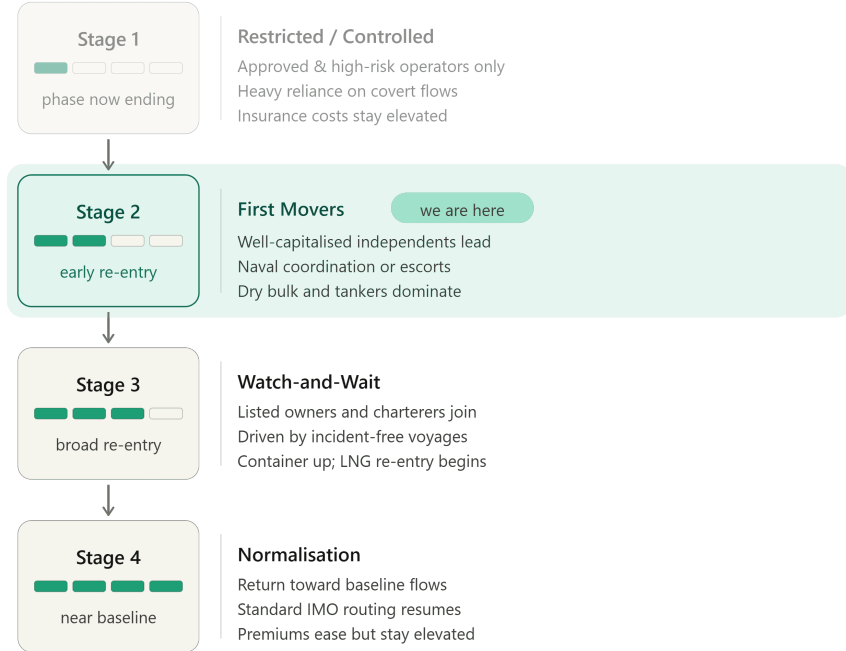 Stage 1
phase now ending
Restricted / Controlled
Approved & high-risk operators only
Heavy reliance on covert flows
Insurance costs stay elevated
Stage 2
early re-entry
First Movers
we are here
Well-capitalised independents lead
Naval coordination or escorts
Dry bulk and tankers dominate
Stage 3
broad re-entry
Watch-and-Wait
Listed owners and charterers join
Driven by incident-free voyages
Container up; LNG re-entry begins
Stage 4
near baseline
Normalisation
Return toward baseline flows
Standard IMO routing resumes
Premiums ease but stay elevated